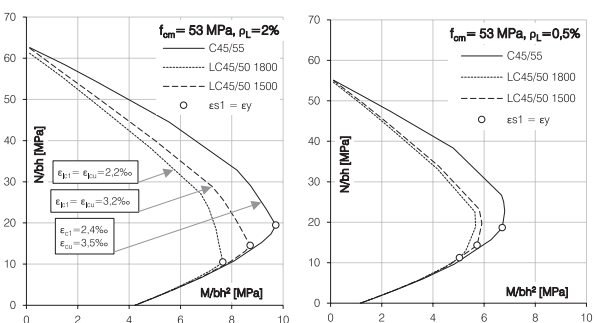 f_cm= 53 MPa, ρ_L=2%
C45/55
LC45/50 1800
LC45/50 1500
εs1 = εy
N/bh [MPa]
70
60
50
40
30
20
10
0
ε_lc1= ε_lcu=2,2‰
ε_lc1= ε_lcu=3,2‰
ε_c1=2,4‰
ε_cu=3,5‰
M/bh² [MPa]
0 2 4 6 8 10
f_cm= 53 MPa, ρ_L=0,5%
C45/55
LC45/50 1800
LC45/50 1500
εs1 = εy
N/bh [MPa]
70
60
50
40
30
20
10
0
M/bh² [MPa]
0 2 4 6 8 10